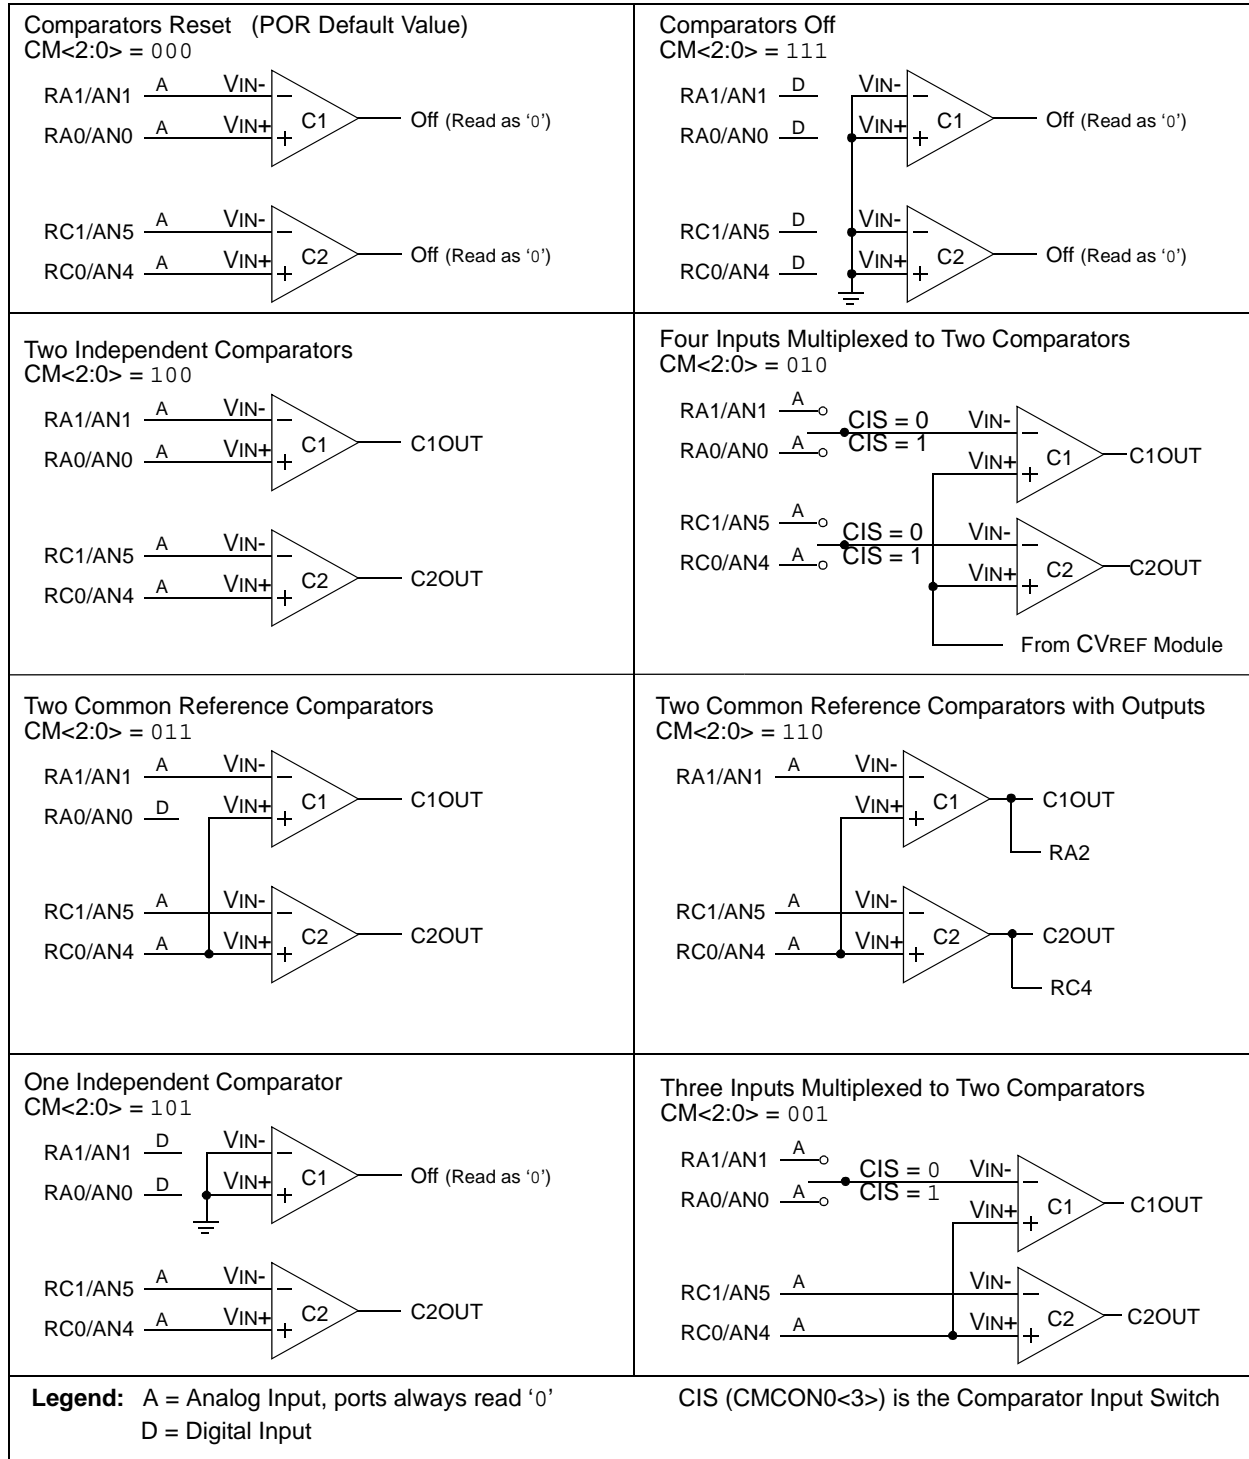 Comparators Reset (POR Default Value)
CM<2:0> = 000
RA1/AN1 A VIN-
C1 Off (Read as ‘0’)
RA0/AN0 A VIN+
RC1/AN5 A VIN-
C2 Off (Read as ‘0’)
RC0/AN4 A VIN+
Comparators Off
CM<2:0> = 111
RA1/AN1 D VIN-
C1 Off (Read as ‘0’)
RA0/AN0 D VIN+
RC1/AN5 D VIN-
C2 Off (Read as ‘0’)
RC0/AN4 D VIN+
Two Independent Comparators
CM<2:0> = 100
RA1/AN1 A VIN-
C1 C1OUT
RA0/AN0 A VIN+
RC1/AN5 A VIN-
C2 C2OUT
RC0/AN4 A VIN+
Four Inputs Multiplexed to Two Comparators
CM<2:0> = 010
RA1/AN1 A
CIS = 0 VIN-
RA0/AN0 A CIS = 1
VIN+ C1 C1OUT
RC1/AN5 A
CIS = 0 VIN-
RC0/AN4 A CIS = 1
VIN+ C2 C2OUT
From CVREF Module
Two Common Reference Comparators
CM<2:0> = 011
RA1/AN1 A VIN-
C1 C1OUT
RA0/AN0 D VIN+
RC1/AN5 A VIN-
C2 C2OUT
RC0/AN4 A VIN+
Two Common Reference Comparators with Outputs
CM<2:0> = 110
RA1/AN1 A VIN-
C1 C1OUT
VIN+
RA2
RC1/AN5 A VIN-
C2 C2OUT
RC0/AN4 A VIN+
RC4
One Independent Comparator
CM<2:0> = 101
RA1/AN1 D VIN-
C1 Off (Read as ‘0’)
RA0/AN0 D VIN+
RC1/AN5 A VIN-
C2 C2OUT
RC0/AN4 A VIN+
Three Inputs Multiplexed to Two Comparators
CM<2:0> = 001
RA1/AN1 A
CIS = 0 VIN-
RA0/AN0 A CIS = 1
VIN+ C1 C1OUT
RC1/AN5 A VIN-
C2 C2OUT
RC0/AN4 A VIN+
Legend: A = Analog Input, ports always read ‘0’ CIS (CMCON0<3>) is the Comparator Input Switch
D = Digital Input